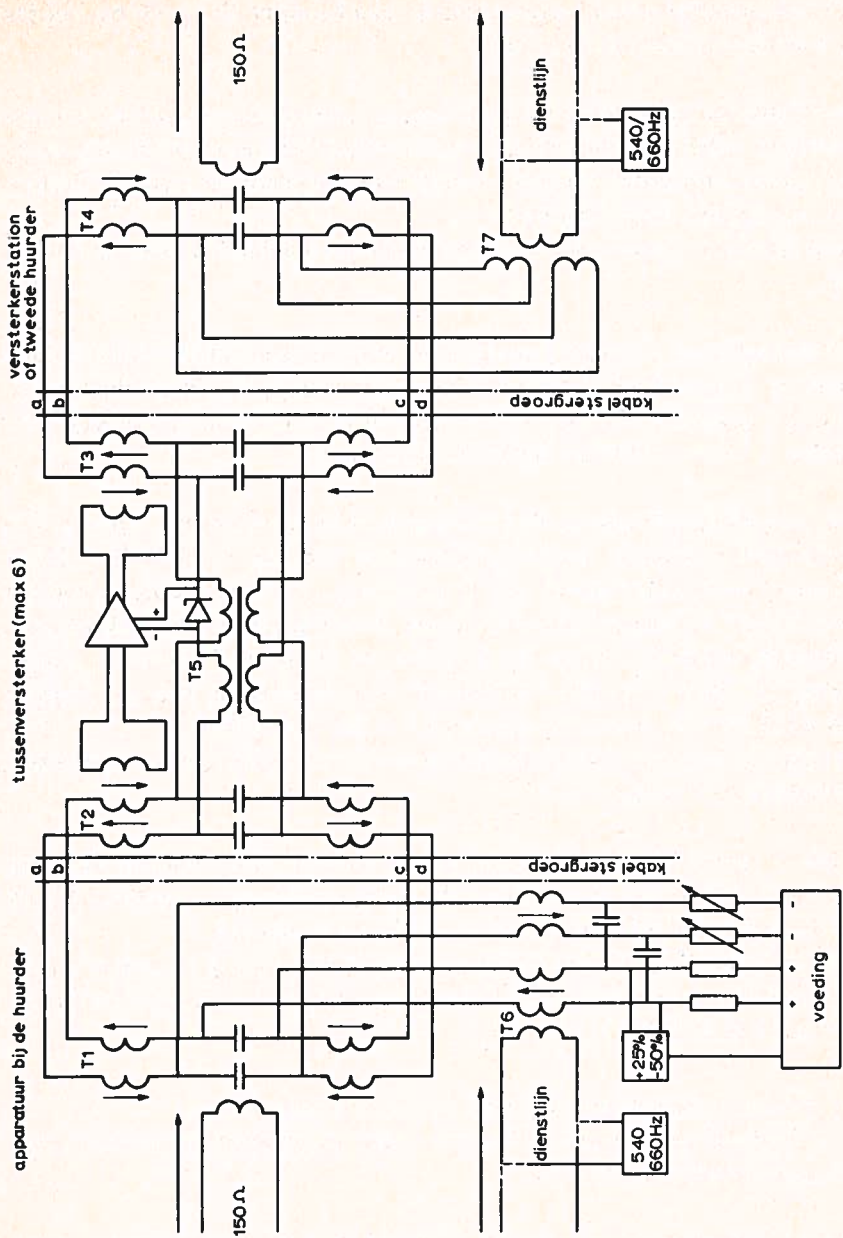 apparatuur bij de huurder
tussenversterker (max 6)
versterkerstation
of tweede huurder
a
b
c
d
T1
T2
T3
T4
a
b
c
d
150Ω
150Ω
T5
kabel stergroep
kabel stergroep
T6
T7
dienstlijn
dienstlijn
540
660Hz
540/
660Hz
+25%
-50%
+
-
+
+
-
-
voeding